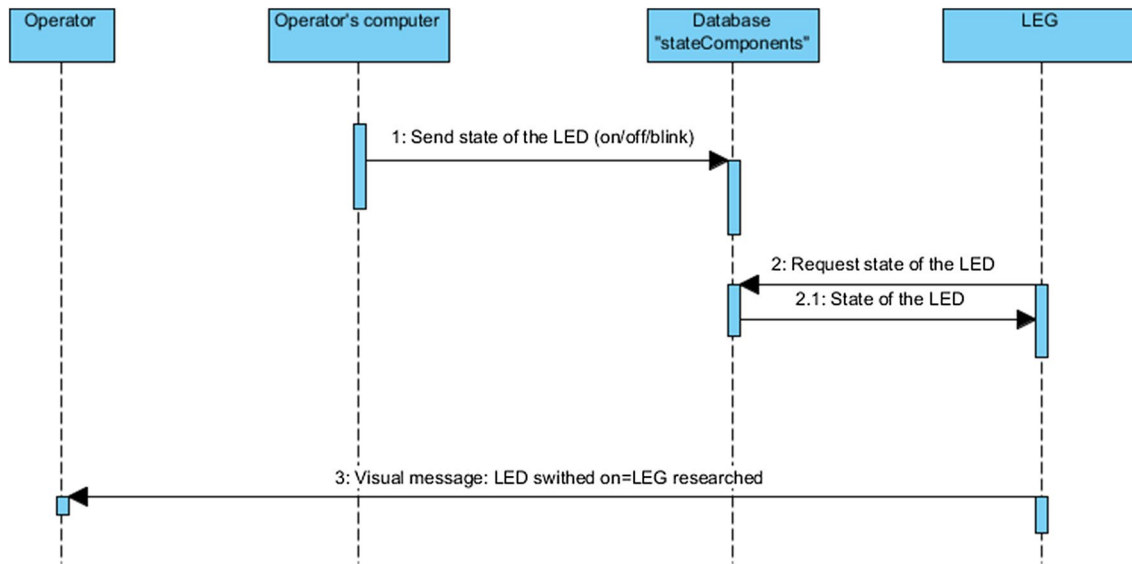 Operator
Operator's computer
Database
"stateComponents"
LEG
1: Send state of the LED (on/off/blink)
2: Request state of the LED
2.1: State of the LED
3: Visual message: LED swithed on=LEG researched